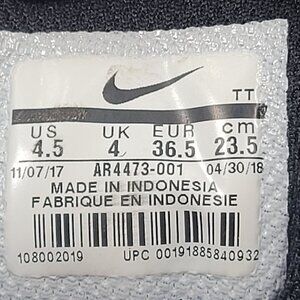 TT
US UK EUR cm
4.5 4 36.5 23.5
11/07/17 AR4473-001 04/30/18
MADE IN INDONESIA
FABRIQUE EN INDONESIE
108002019 UPC 00191885840932